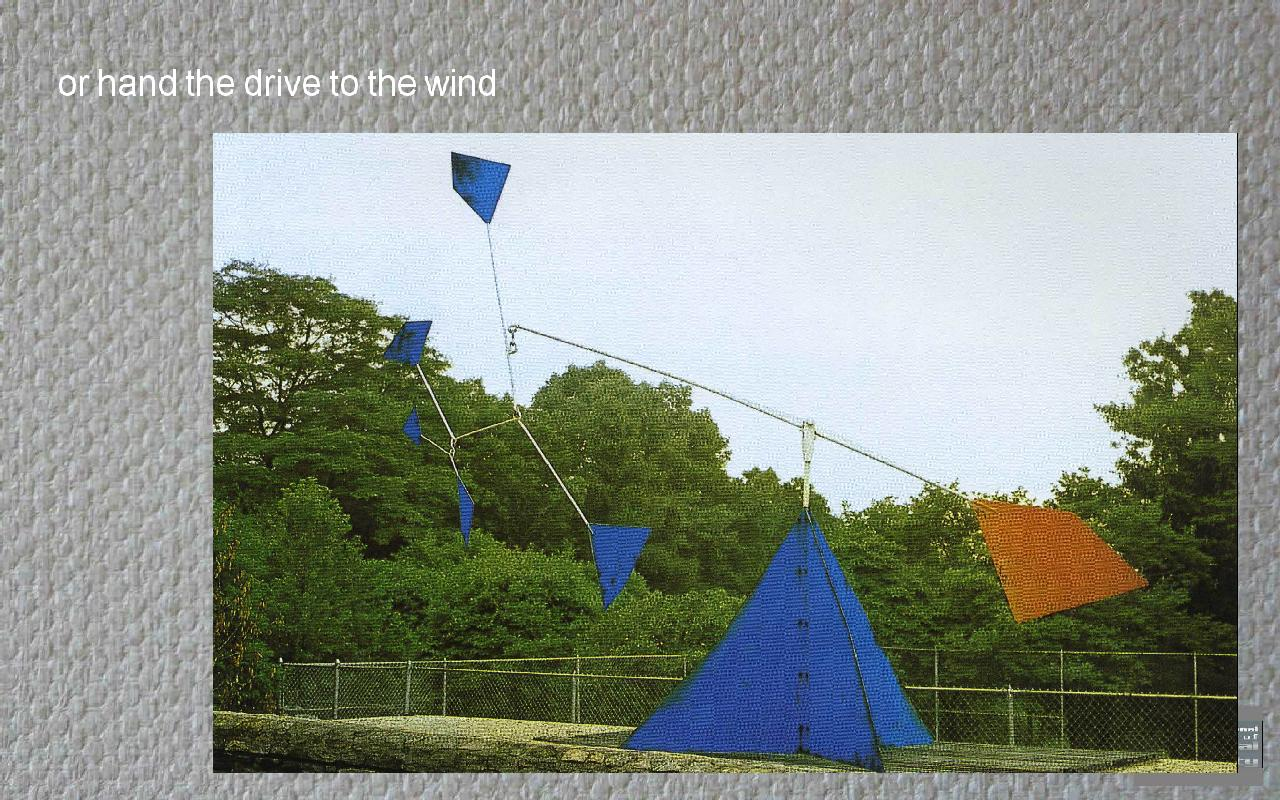 or hand the drive to the wind